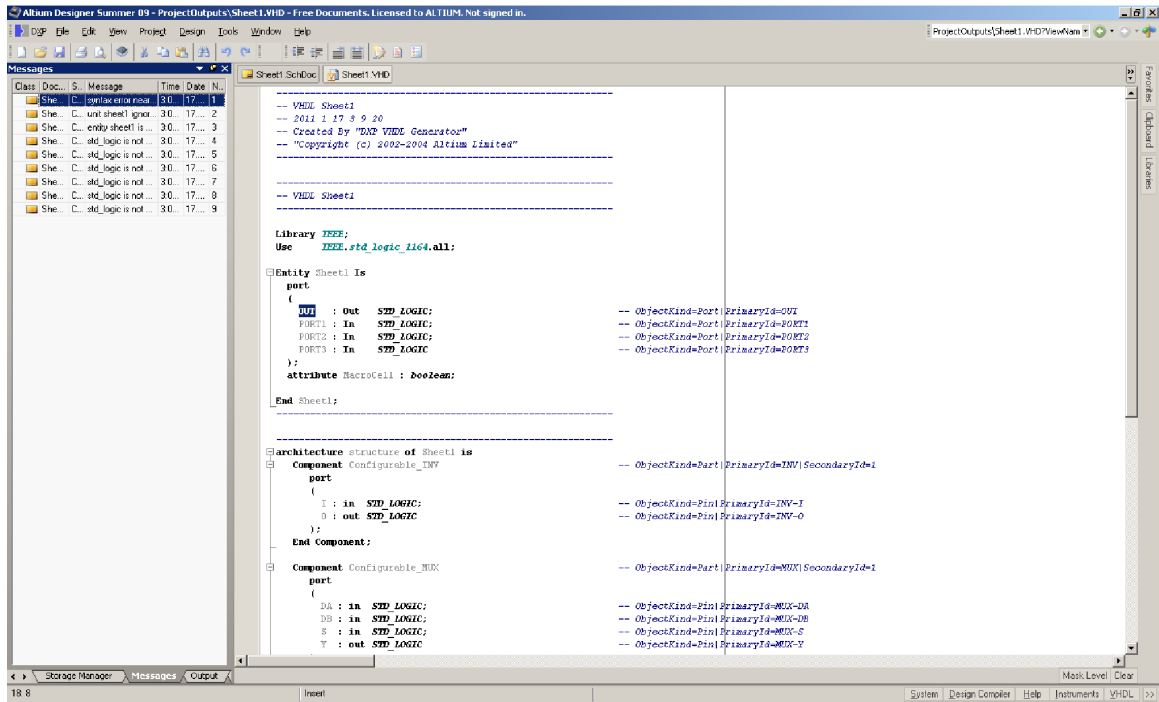 Altium Designer Summer 09 - ProjectOutputs\Sheet1.VHD - Free Documents. Licensed to ALTIUM. Not signed in.
DXP File Edit View Project Design Tools Window Help
ProjectOutputs\Sheet1.VHD?ViewNam
Messages
Sheet1.SchDoc Sheet1.VHD
Class Doc... S.. Message Time Date N..
She... C... syntax error near... 3:0... 17.... 1
She... C... unit sheet1 ignor... 3:0... 17.... 2
She... C... entity sheet1 is ... 3:0... 17.... 3
She... C... std_logic is not ... 3:0... 17.... 4
She... C... std_logic is not ... 3:0... 17.... 5
She... C... std_logic is not ... 3:0... 17.... 6
She... C... std_logic is not ... 3:0... 17.... 7
She... C... std_logic is not ... 3:0... 17.... 8
She... C... std_logic is not ... 3:0... 17.... 9
------------------------------------------------------------
-- VHDL Sheet1
-- 2011 1 17 3 9 20
-- Created By "DXP VHDL Generator"
-- "Copyright (c) 2002-2004 Altium Limited"
------------------------------------------------------------
------------------------------------------------------------
-- VHDL Sheet1
------------------------------------------------------------
Library IEEE;
Use IEEE.std_logic_1164.all;
Entity Sheet1 Is
port
(
OUT : Out STD_LOGIC; -- ObjectKind=Port|PrimaryId=OUT
PORT1 : In STD_LOGIC; -- ObjectKind=Port|PrimaryId=PORT1
PORT2 : In STD_LOGIC; -- ObjectKind=Port|PrimaryId=PORT2
PORT3 : In STD_LOGIC -- ObjectKind=Port|PrimaryId=PORT3
);
attribute MacroCell : boolean;
End Sheet1;
------------------------------------------------------------
------------------------------------------------------------
architecture structure of Sheet1 is
Component Configurable_INV -- ObjectKind=Part|PrimaryId=INV|SecondaryId=1
port
(
I : in STD_LOGIC; -- ObjectKind=Pin|PrimaryId=INV-I
O : out STD_LOGIC -- ObjectKind=Pin|PrimaryId=INV-O
);
End Component;
Component Configurable_MUX -- ObjectKind=Part|PrimaryId=MUX|SecondaryId=1
port
(
DA : in STD_LOGIC; -- ObjectKind=Pin|PrimaryId=MUX-DA
DB : in STD_LOGIC; -- ObjectKind=Pin|PrimaryId=MUX-DB
S : in STD_LOGIC; -- ObjectKind=Pin|PrimaryId=MUX-S
Y : out STD_LOGIC -- ObjectKind=Pin|PrimaryId=MUX-Y
Favorites
Clipboard
Libraries
Storage Manager Messages Output
Mask Level Clear
18:8 Insert
System Design Compiler Help Instruments VHDL >>